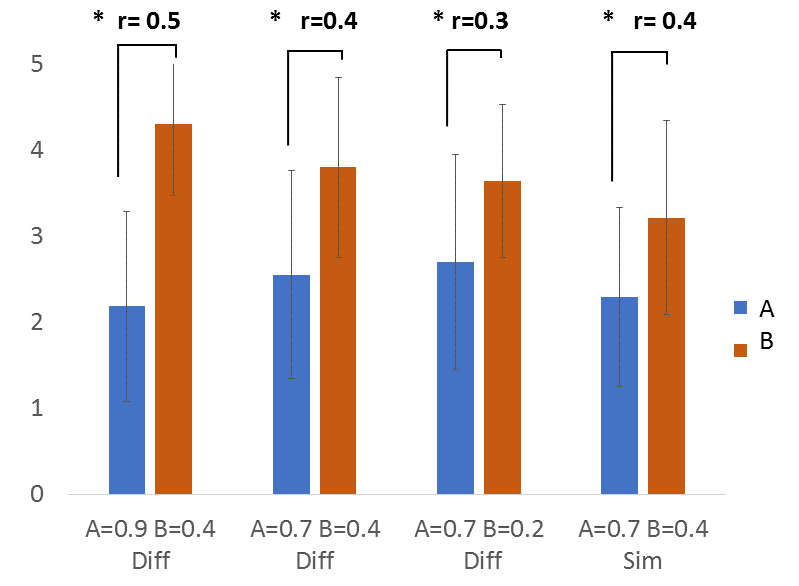 * r= 0.5
* r=0.4
* r=0.3
* r= 0.4
5
4
3
2
1
0
A
B
A=0.9 B=0.4
Diff
A=0.7 B=0.4
Diff
A=0.7 B=0.2
Diff
A=0.7 B=0.4
Sim